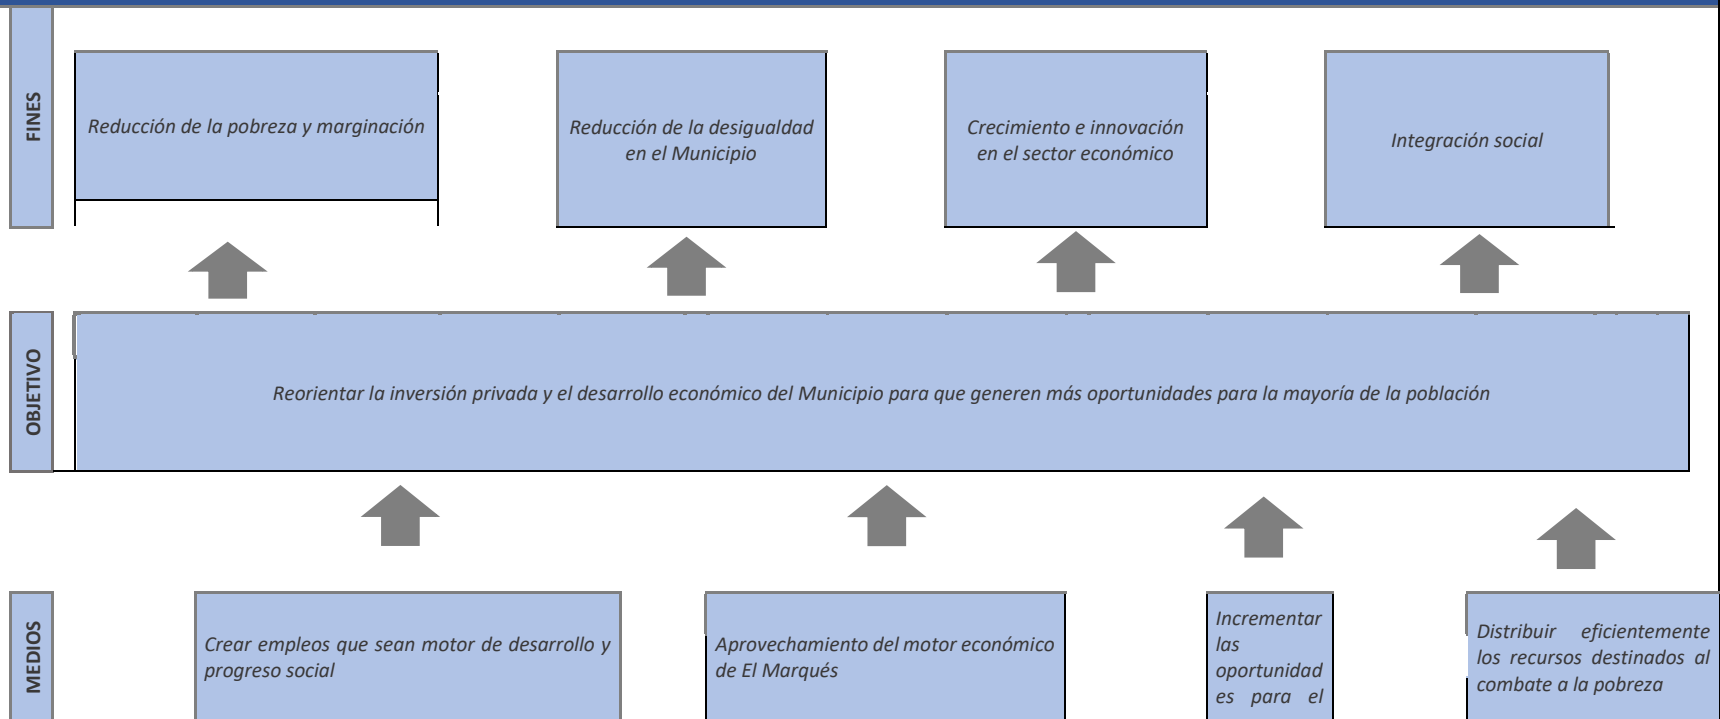 FINES
Reducción de la pobreza y marginación
Reducción de la desigualdad
en el Municipio
Crecimiento e innovación
en el sector económico
Integración social
OBJETIVO
Reorientar la inversión privada y el desarrollo económico del Municipio para que generen más oportunidades para la mayoría de la población
MEDIOS
Crear empleos que sean motor de desarrollo y
progreso social
Aprovechamiento del motor económico
de El Marqués
Incrementar
las
oportunidad
es para el
Distribuir eficientemente
los recursos destinados al
combate a la pobreza